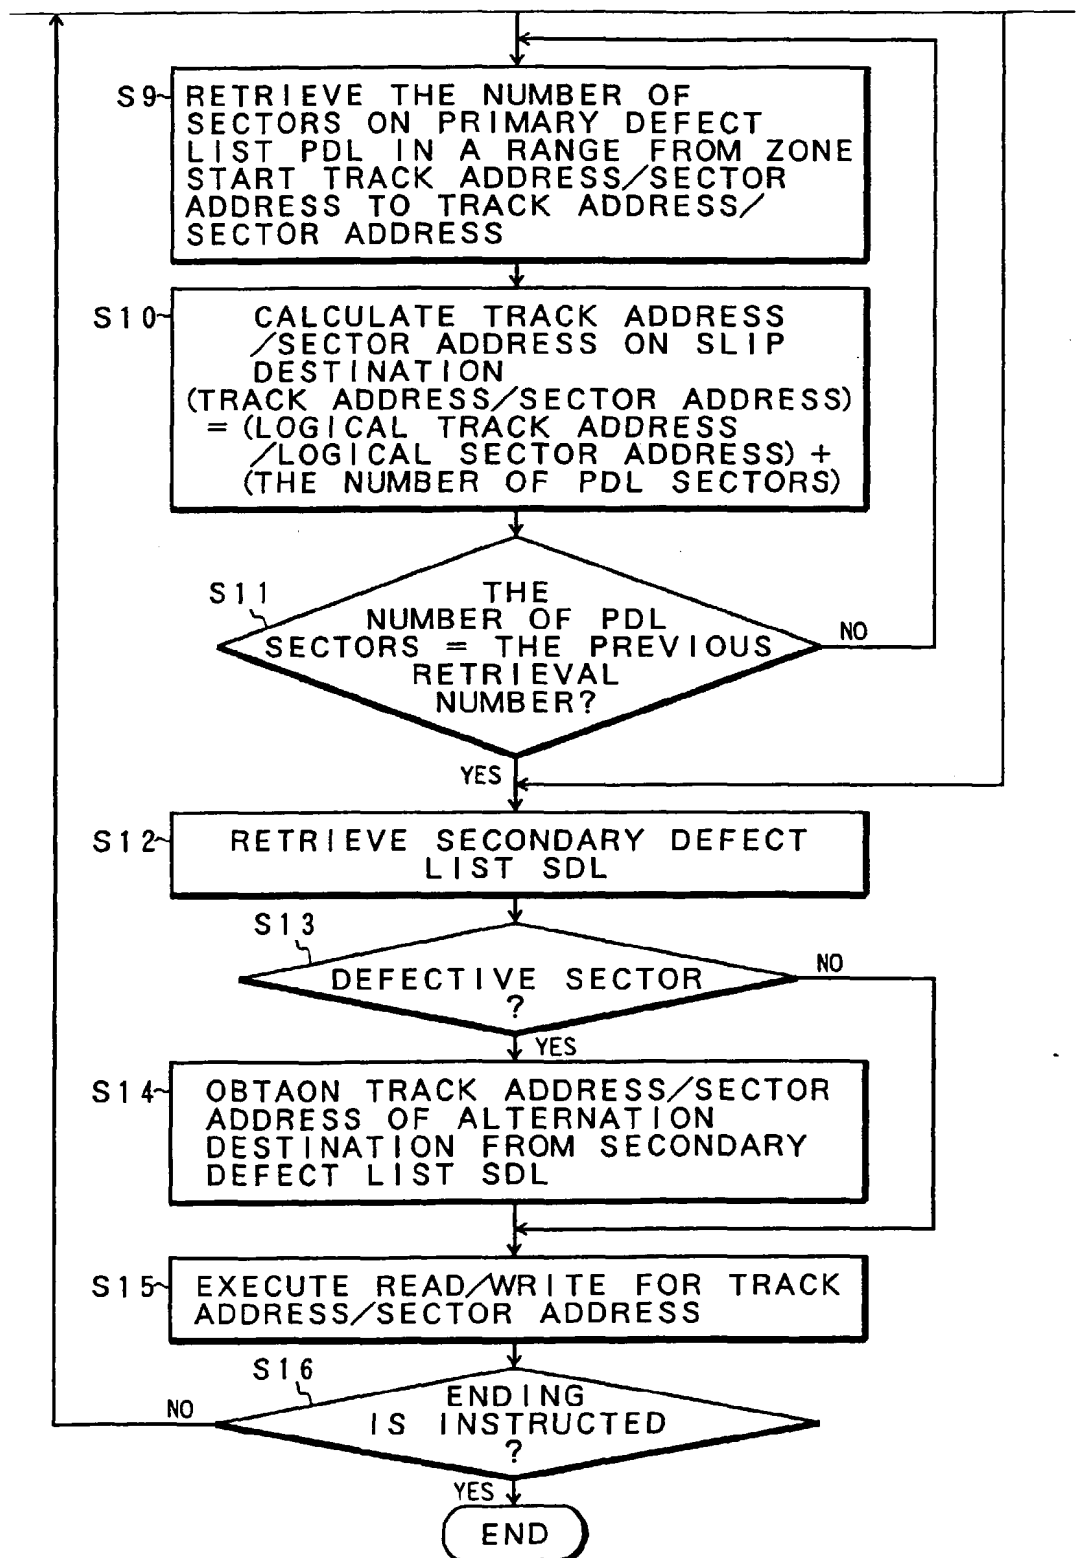 S9
RETRIEVE THE NUMBER OF
SECTORS ON PRIMARY DEFECT
LIST PDL IN A RANGE FROM ZONE
START TRACK ADDRESS/SECTOR
ADDRESS TO TRACK ADDRESS/
SECTOR ADDRESS
S10
CALCULATE TRACK ADDRESS
/SECTOR ADDRESS ON SLIP
DESTINATION
(TRACK ADDRESS/SECTOR ADDRESS)
= (LOGICAL TRACK ADDRESS
/LOGICAL SECTOR ADDRESS) +
(THE NUMBER OF PDL SECTORS)
S11
THE
NUMBER OF PDL
SECTORS = THE PREVIOUS
RETRIEVAL
NUMBER?
NO
YES
S12
RETRIEVE SECONDARY DEFECT
LIST SDL
S13
DEFECTIVE SECTOR
?
NO
YES
S14
OBTAON TRACK ADDRESS/SECTOR
ADDRESS OF ALTERNATION
DESTINATION FROM SECONDARY
DEFECT LIST SDL
S15
EXECUTE READ/WRITE FOR TRACK
ADDRESS/SECTOR ADDRESS
S16
ENDING
IS INSTRUCTED
?
NO
YES
END